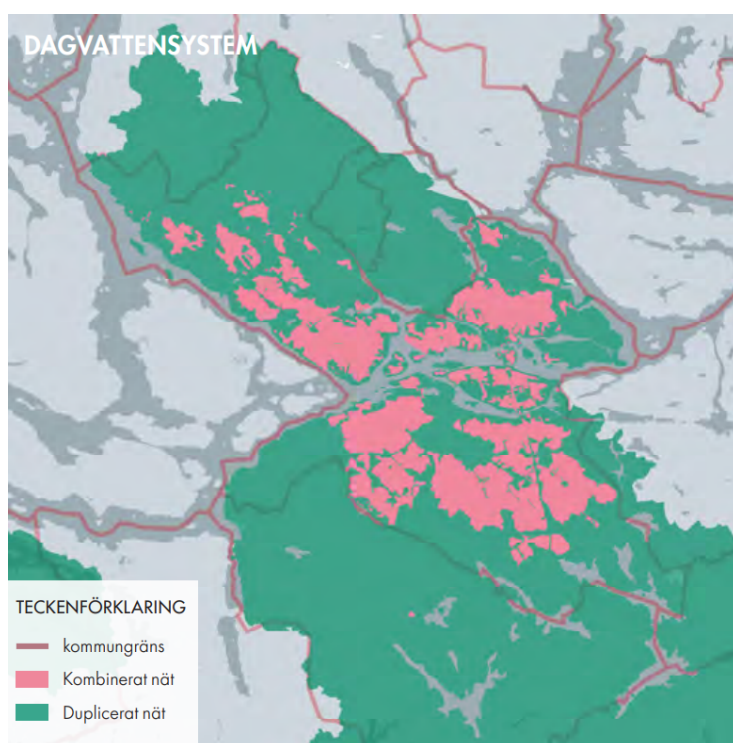 DAGVATTENSYSTEM
TECKENFÖRKLARING
kommungräns
Kombinerat nät
Duplicerat nät